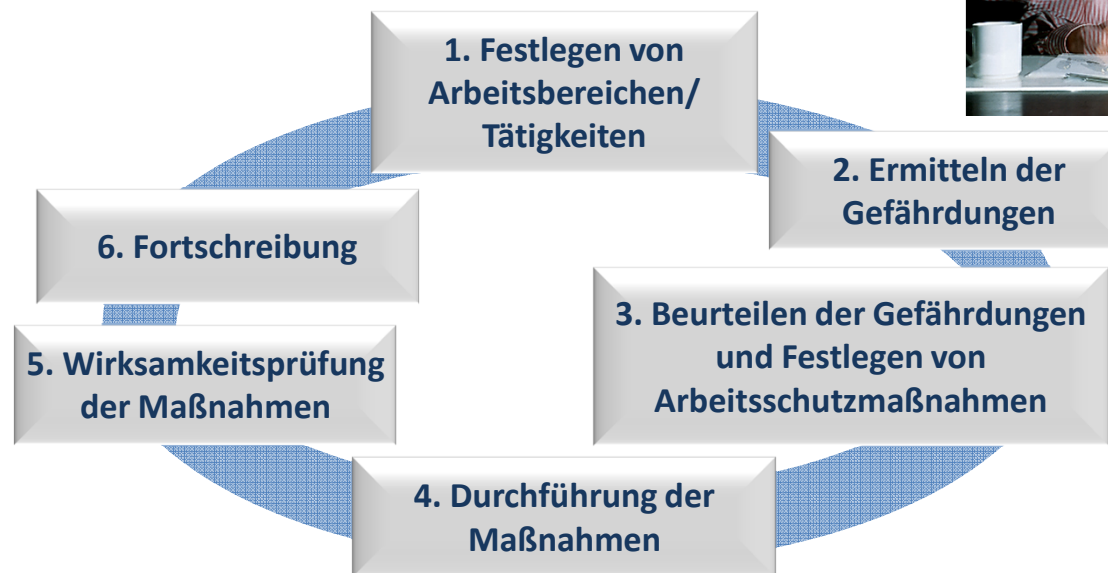 1. Festlegen von
Arbeitsbereichen/
Tätigkeiten
2. Ermitteln der
Gefährdungen
3. Beurteilen der Gefährdungen
und Festlegen von
Arbeitsschutzmaßnahmen
4. Durchführung der
Maßnahmen
5. Wirksamkeitsprüfung
der Maßnahmen
6. Fortschreibung